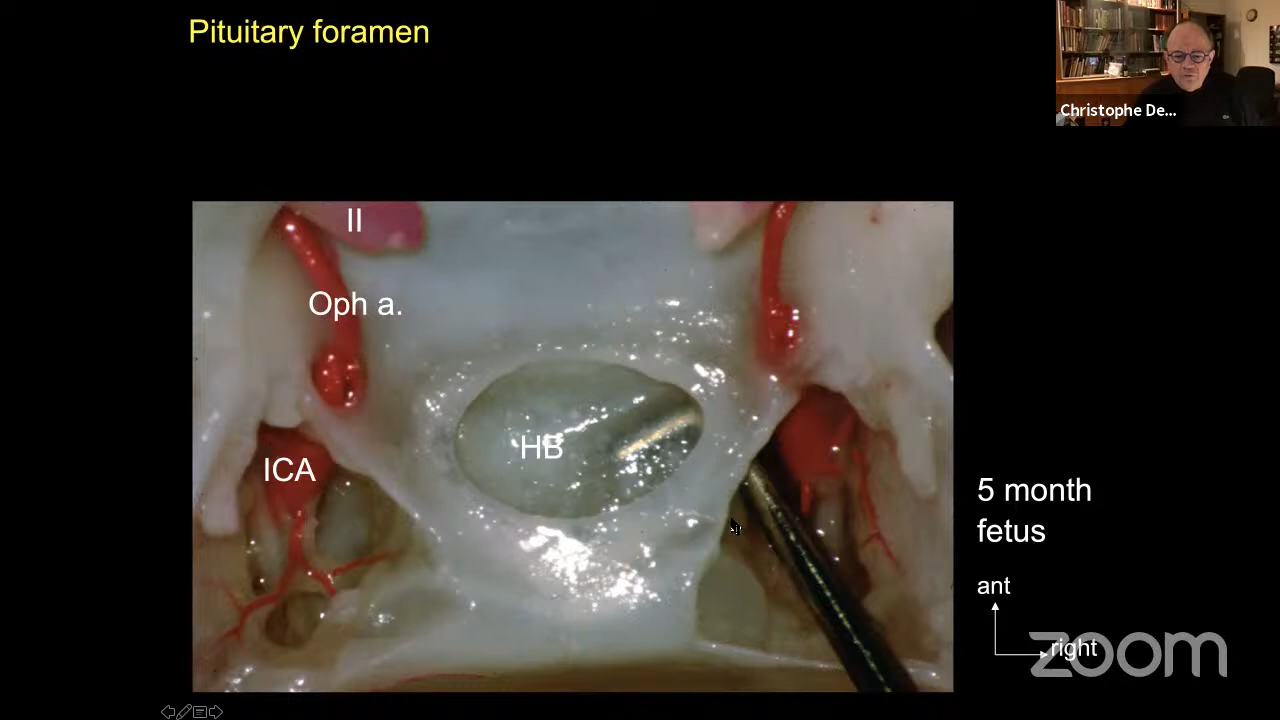 Pituitary foramen
Christophe De...
II
Oph a.
HB
ICA
5 month
fetus
ant
right
zoom